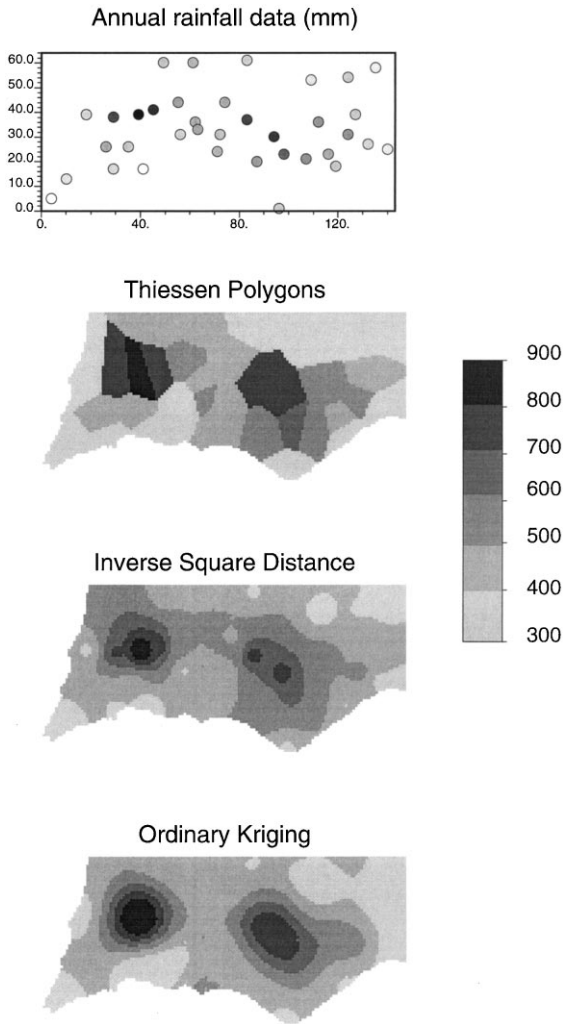 Annual rainfall data (mm)
60.0
50.0
40.0
30.0
20.0
10.0
0.0
0. 40. 80. 120.
Thiessen Polygons
900
800
700
600
500
400
300
Inverse Square Distance
Ordinary Kriging